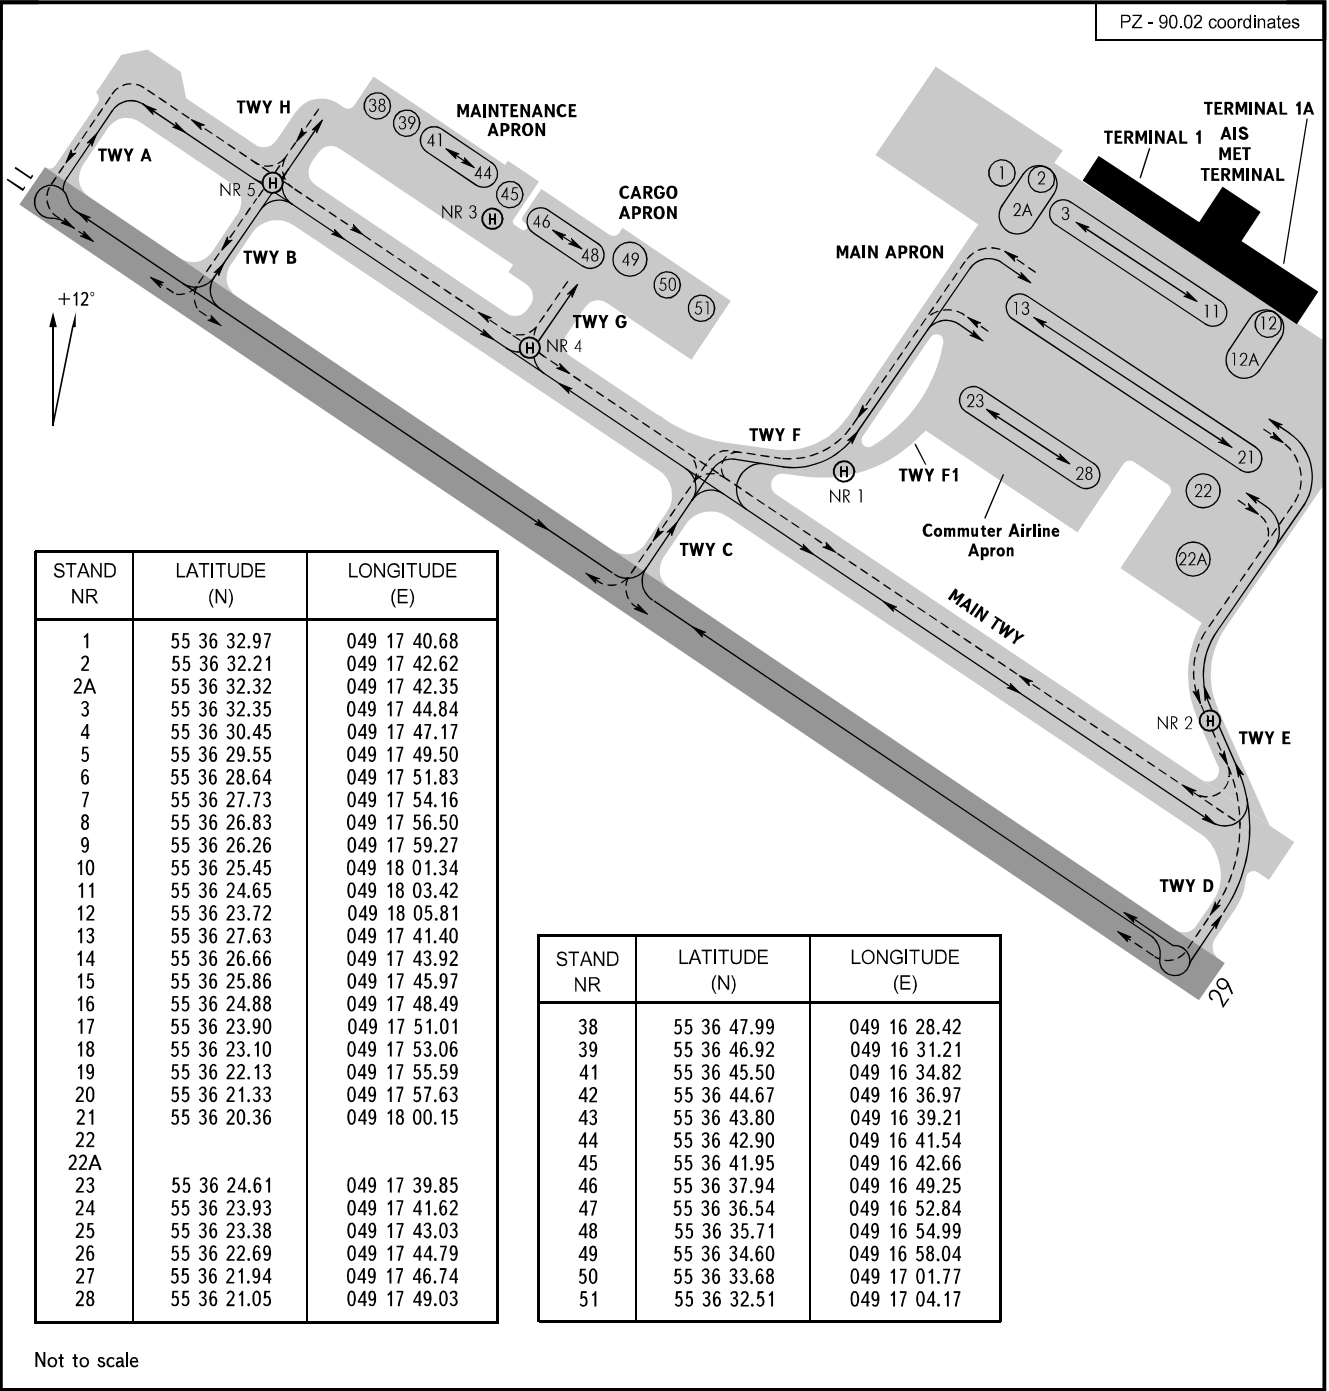 PZ - 90.02 coordinates
TERMINAL 1A
TERMINAL 1
AIS
MET
TERMINAL
TWY H
MAINTENANCE
APRON
38
39
41
44
45
TWY A
11
NR 5
H
NR 3
H
CARGO
APRON
46
48
49
50
51
1
2
2A
3
11
12
12A
MAIN APRON
13
21
TWY B
+12°
TWY G
H
NR 4
23
28
TWY F
H
NR 1
TWY F1
22
22A
Commuter Airline
Apron
TWY C
MAIN TWY
NR 2
H
TWY E
TWY D
29
STAND NR LATITUDE (N) LONGITUDE (E)
1 55 36 32.97 049 17 40.68
2 55 36 32.21 049 17 42.62
2A 55 36 32.32 049 17 42.35
3 55 36 32.35 049 17 44.84
4 55 36 30.45 049 17 47.17
5 55 36 29.55 049 17 49.50
6 55 36 28.64 049 17 51.83
7 55 36 27.73 049 17 54.16
8 55 36 26.83 049 17 56.50
9 55 36 26.26 049 17 59.27
10 55 36 25.45 049 18 01.34
11 55 36 24.65 049 18 03.42
12 55 36 23.72 049 18 05.81
13 55 36 27.63 049 17 41.40
14 55 36 26.66 049 17 43.92
15 55 36 25.86 049 17 45.97
16 55 36 24.88 049 17 48.49
17 55 36 23.90 049 17 51.01
18 55 36 23.10 049 17 53.06
19 55 36 22.13 049 17 55.59
20 55 36 21.33 049 17 57.63
21 55 36 20.36 049 18 00.15
22
22A
23 55 36 24.61 049 17 39.85
24 55 36 23.93 049 17 41.62
25 55 36 23.38 049 17 43.03
26 55 36 22.69 049 17 44.79
27 55 36 21.94 049 17 46.74
28 55 36 21.05 049 17 49.03
STAND NR LATITUDE (N) LONGITUDE (E)
38 55 36 47.99 049 16 28.42
39 55 36 46.92 049 16 31.21
41 55 36 45.50 049 16 34.82
42 55 36 44.67 049 16 36.97
43 55 36 43.80 049 16 39.21
44 55 36 42.90 049 16 41.54
45 55 36 41.95 049 16 42.66
46 55 36 37.94 049 16 49.25
47 55 36 36.54 049 16 52.84
48 55 36 35.71 049 16 54.99
49 55 36 34.60 049 16 58.04
50 55 36 33.68 049 17 01.77
51 55 36 32.51 049 17 04.17
Not to scale